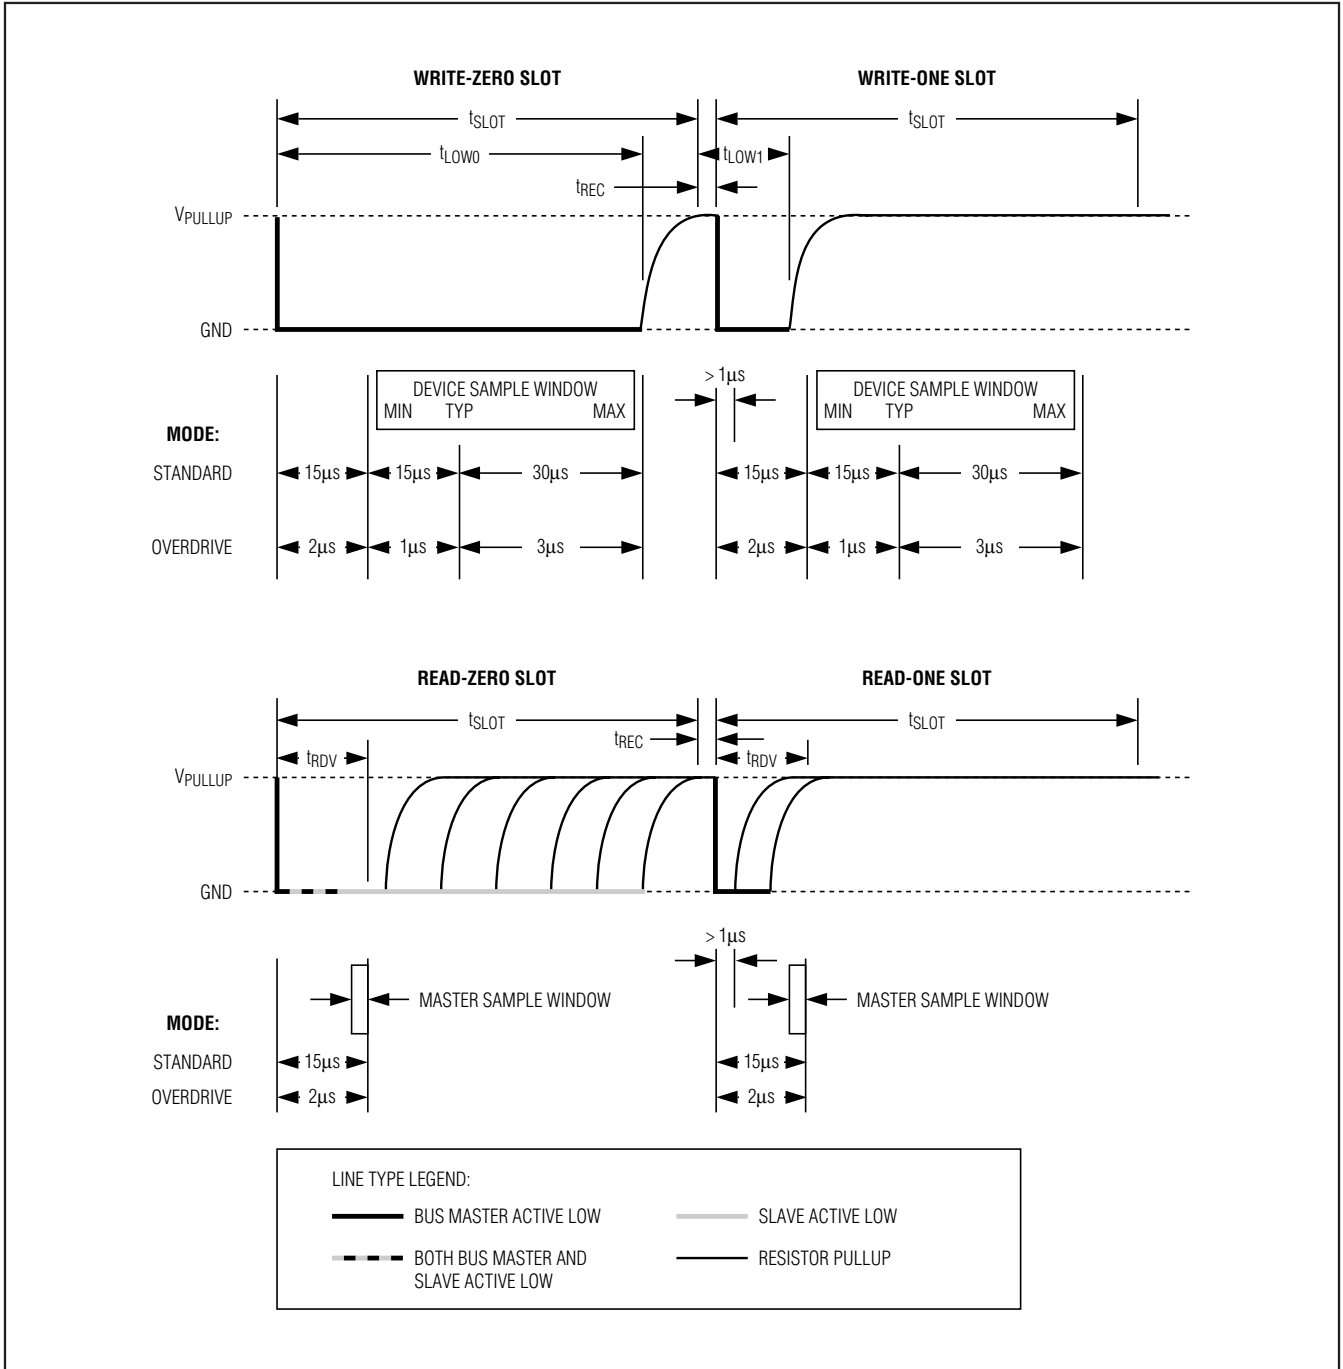 WRITE-ZERO SLOT WRITE-ONE SLOT
tSLOT tSLOT
tLOW0 tLOW1
tREC
VPULLUP
GND
> 1μs
DEVICE SAMPLE WINDOW DEVICE SAMPLE WINDOW
MIN TYP MAX MIN TYP MAX
MODE:
STANDARD 15μs 15μs 30μs 15μs 15μs 30μs
OVERDRIVE 2μs 1μs 3μs 2μs 1μs 3μs
READ-ZERO SLOT READ-ONE SLOT
tSLOT tSLOT
tREC
tRDV tRDV
VPULLUP
GND
> 1μs
MASTER SAMPLE WINDOW MASTER SAMPLE WINDOW
MODE:
STANDARD 15μs 15μs
OVERDRIVE 2μs 2μs
LINE TYPE LEGEND:
BUS MASTER ACTIVE LOW SLAVE ACTIVE LOW
BOTH BUS MASTER AND RESISTOR PULLUP
SLAVE ACTIVE LOW